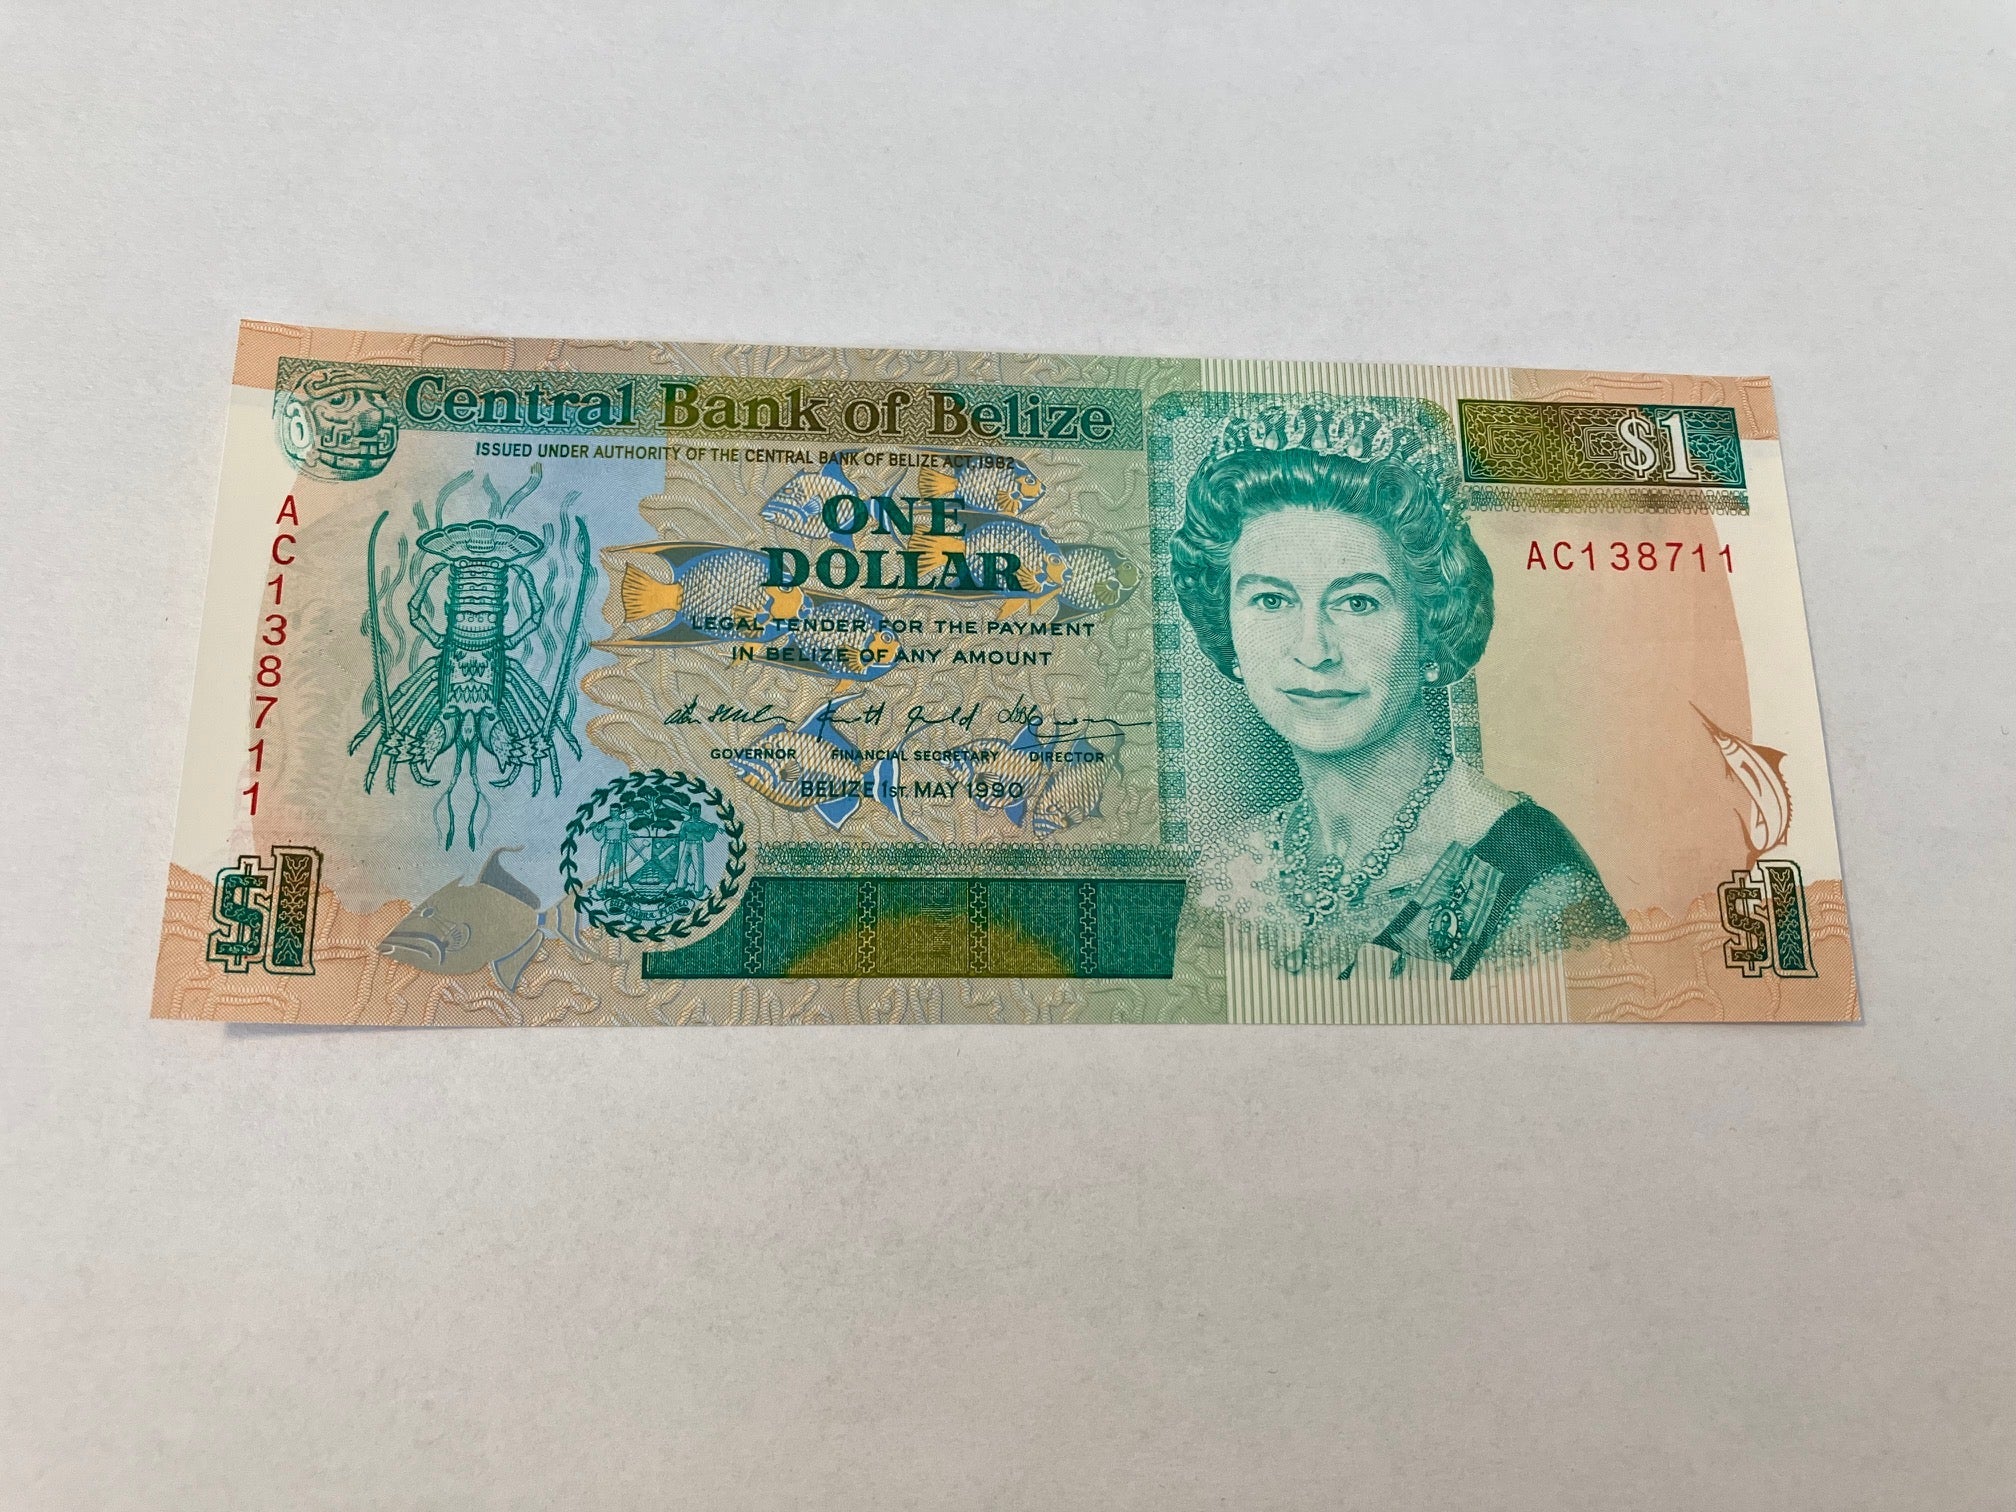 Central Bank of Belize
ISSUED UNDER AUTHORITY OF THE CENTRAL BANK OF BELIZE ACT, 1982
$1
ONE
DOLLAR
AC138711
AC138711
LEGAL TENDER FOR THE PAYMENT
IN BELIZE OF ANY AMOUNT
GOVERNOR FINANCIAL SECRETARY DIRECTOR
BELIZE 1ST. MAY 1990
$1
$1